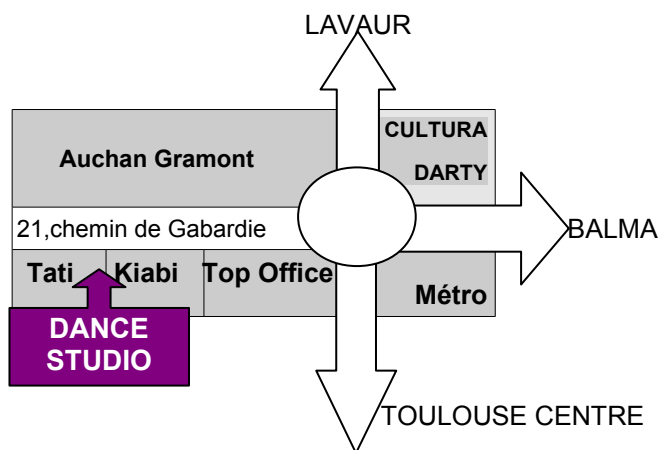 LAVAUR
CULTURA
Auchan Gramont
DARTY
21,chemin de Gabardie
BALMA
Tati Kiabi Top Office
Métro
DANCE
STUDIO
TOULOUSE CENTRE